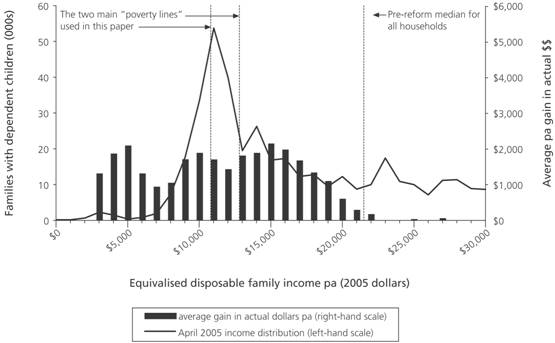 The two main “poverty lines”
used in this paper
Pre-reform median for
all households
Families with dependent children (000s)
60
50
40
30
20
10
0
Average pa gain in actual $$
$6,000
$5,000
$4,000
$3,000
$2,000
$1,000
$0
$0
$5,000
$10,000
$15,000
$20,000
$25,000
$30,000
Equivalised disposable family income pa (2005 dollars)
average gain in actual dollars pa (right-hand scale)
April 2005 income distribution (left-hand scale)